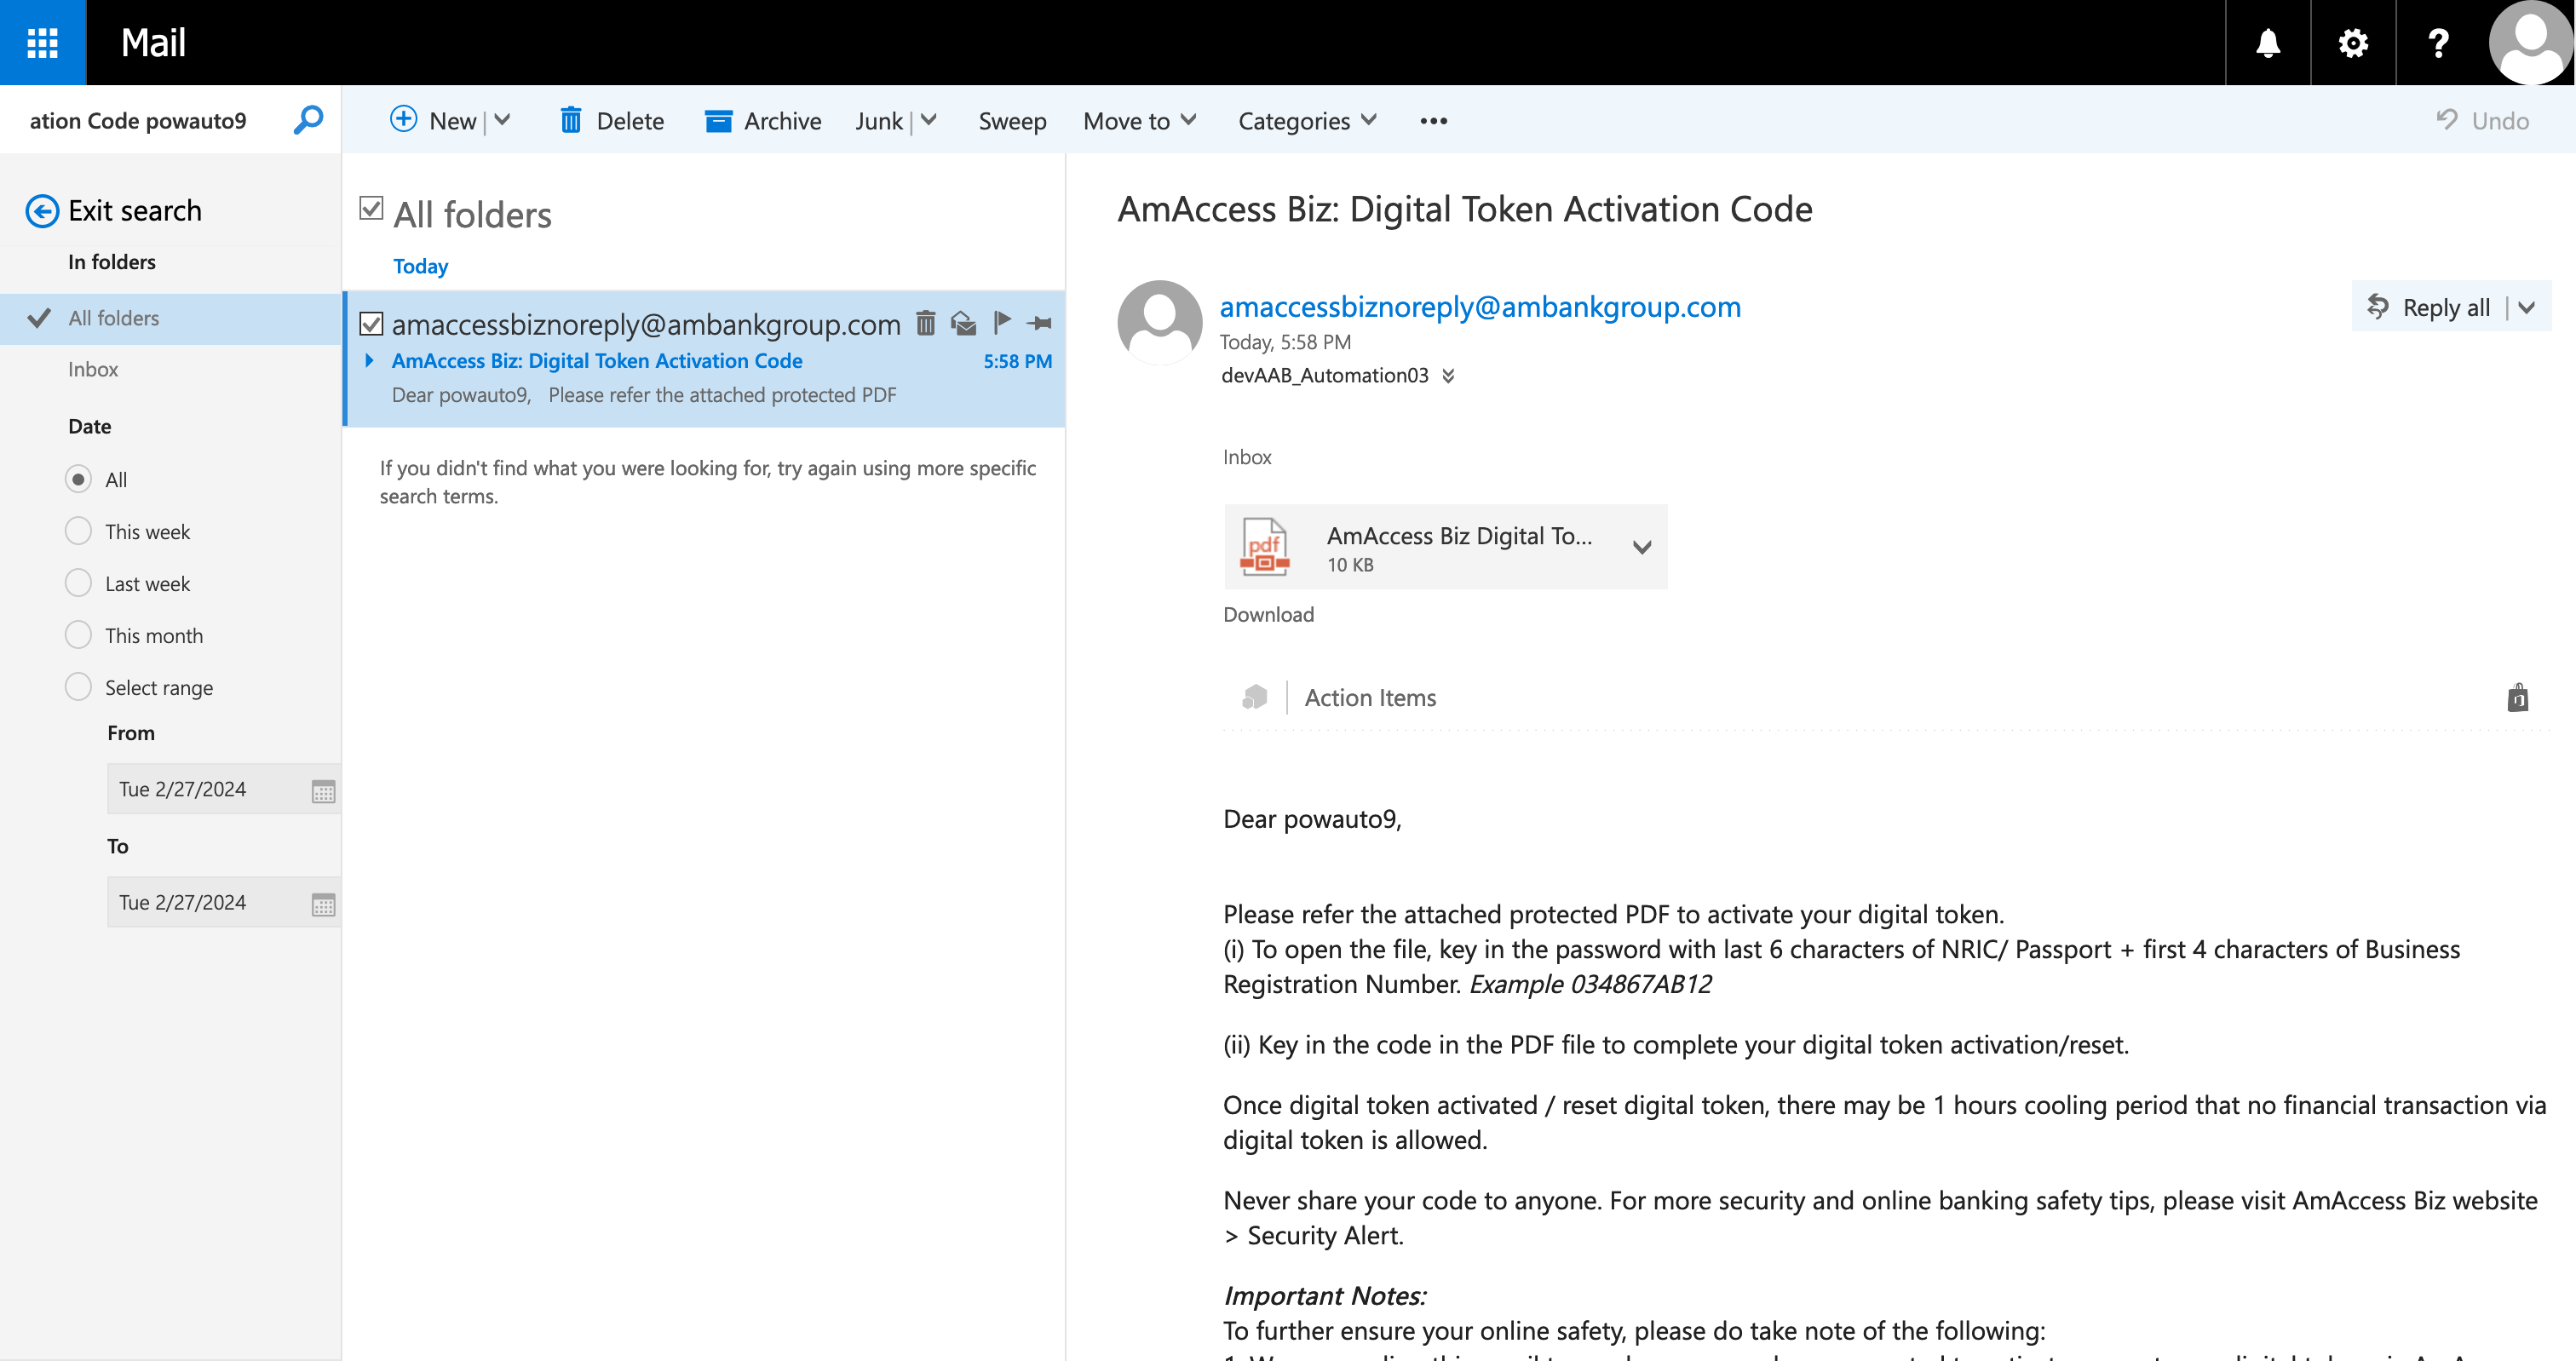 Mail
ation Code powauto9
New
Delete
Archive
Junk
Sweep
Move to
Categories
Undo
Exit search
In folders
All folders
Inbox
Date
All
This week
Last week
This month
Select range
From
Tue 2/27/2024
To
Tue 2/27/2024
All folders
Today
amaccessbiznoreply@ambankgroup.com
AmAccess Biz: Digital Token Activation Code
5:58 PM
Dear powauto9, Please refer the attached protected PDF
If you didn't find what you were looking for, try again using more specific
search terms.
AmAccess Biz: Digital Token Activation Code
amaccessbiznoreply@ambankgroup.com
Today, 5:58 PM
devAAB_Automation03
Reply all
Inbox
pdf
AmAccess Biz Digital To...
10 KB
Download
Action Items
Dear powauto9,
Please refer the attached protected PDF to activate your digital token.
(i) To open the file, key in the password with last 6 characters of NRIC/ Passport + first 4 characters of Business
Registration Number. Example 034867AB12
(ii) Key in the code in the PDF file to complete your digital token activation/reset.
Once digital token activated / reset digital token, there may be 1 hours cooling period that no financial transaction via
digital token is allowed.
Never share your code to anyone. For more security and online banking safety tips, please visit AmAccess Biz website
> Security Alert.
Important Notes:
To further ensure your online safety, please do take note of the following: